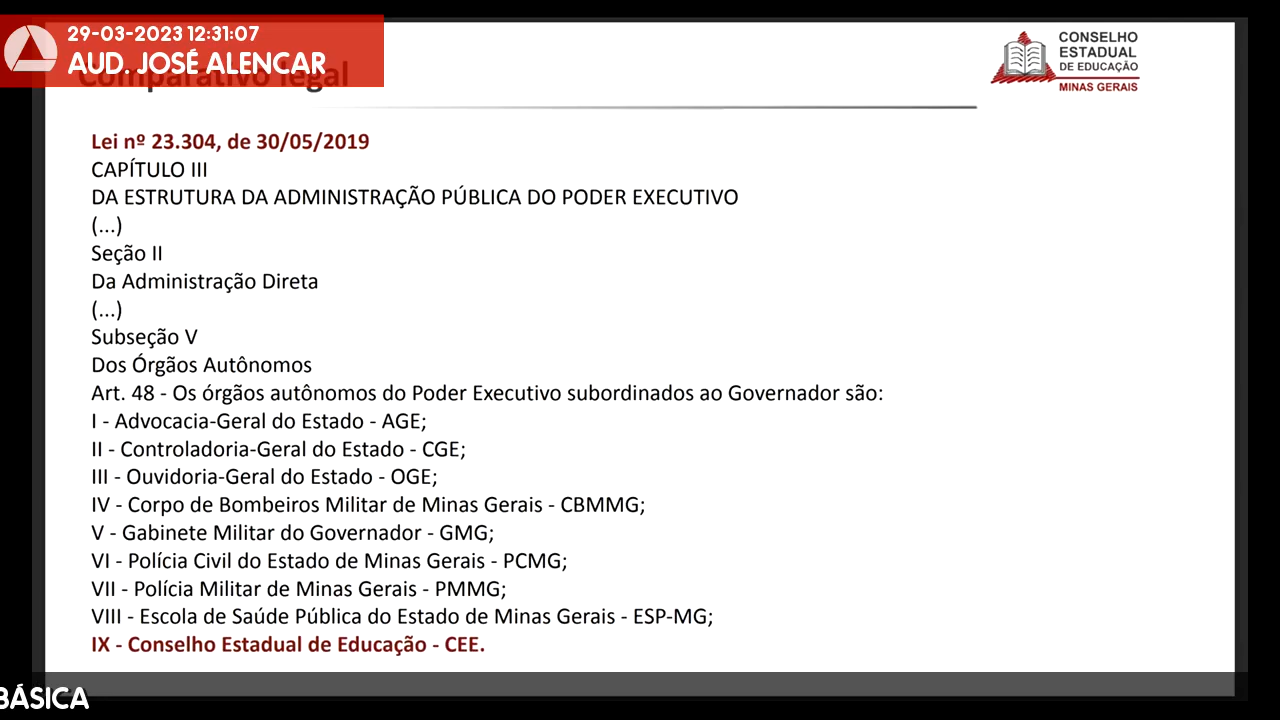 29-03-2023 12:31:07
AUD. JOSÉ ALENCAR
Comparativo legal
CONSELHO
ESTADUAL
DE EDUCAÇÃO
MINAS GERAIS
Lei nº 23.304, de 30/05/2019
CAPÍTULO III
DA ESTRUTURA DA ADMINISTRAÇÃO PÚBLICA DO PODER EXECUTIVO
(...)
Seção II
Da Administração Direta
(...)
Subseção V
Dos Órgãos Autônomos
Art. 48 - Os órgãos autônomos do Poder Executivo subordinados ao Governador são:
I - Advocacia-Geral do Estado - AGE;
II - Controladoria-Geral do Estado - CGE;
III - Ouvidoria-Geral do Estado - OGE;
IV - Corpo de Bombeiros Militar de Minas Gerais - CBMMG;
V - Gabinete Militar do Governador - GMG;
VI - Polícia Civil do Estado de Minas Gerais - PCMG;
VII - Polícia Militar de Minas Gerais - PMMG;
VIII - Escola de Saúde Pública do Estado de Minas Gerais - ESP-MG;
IX - Conselho Estadual de Educação - CEE.
BÁSICA